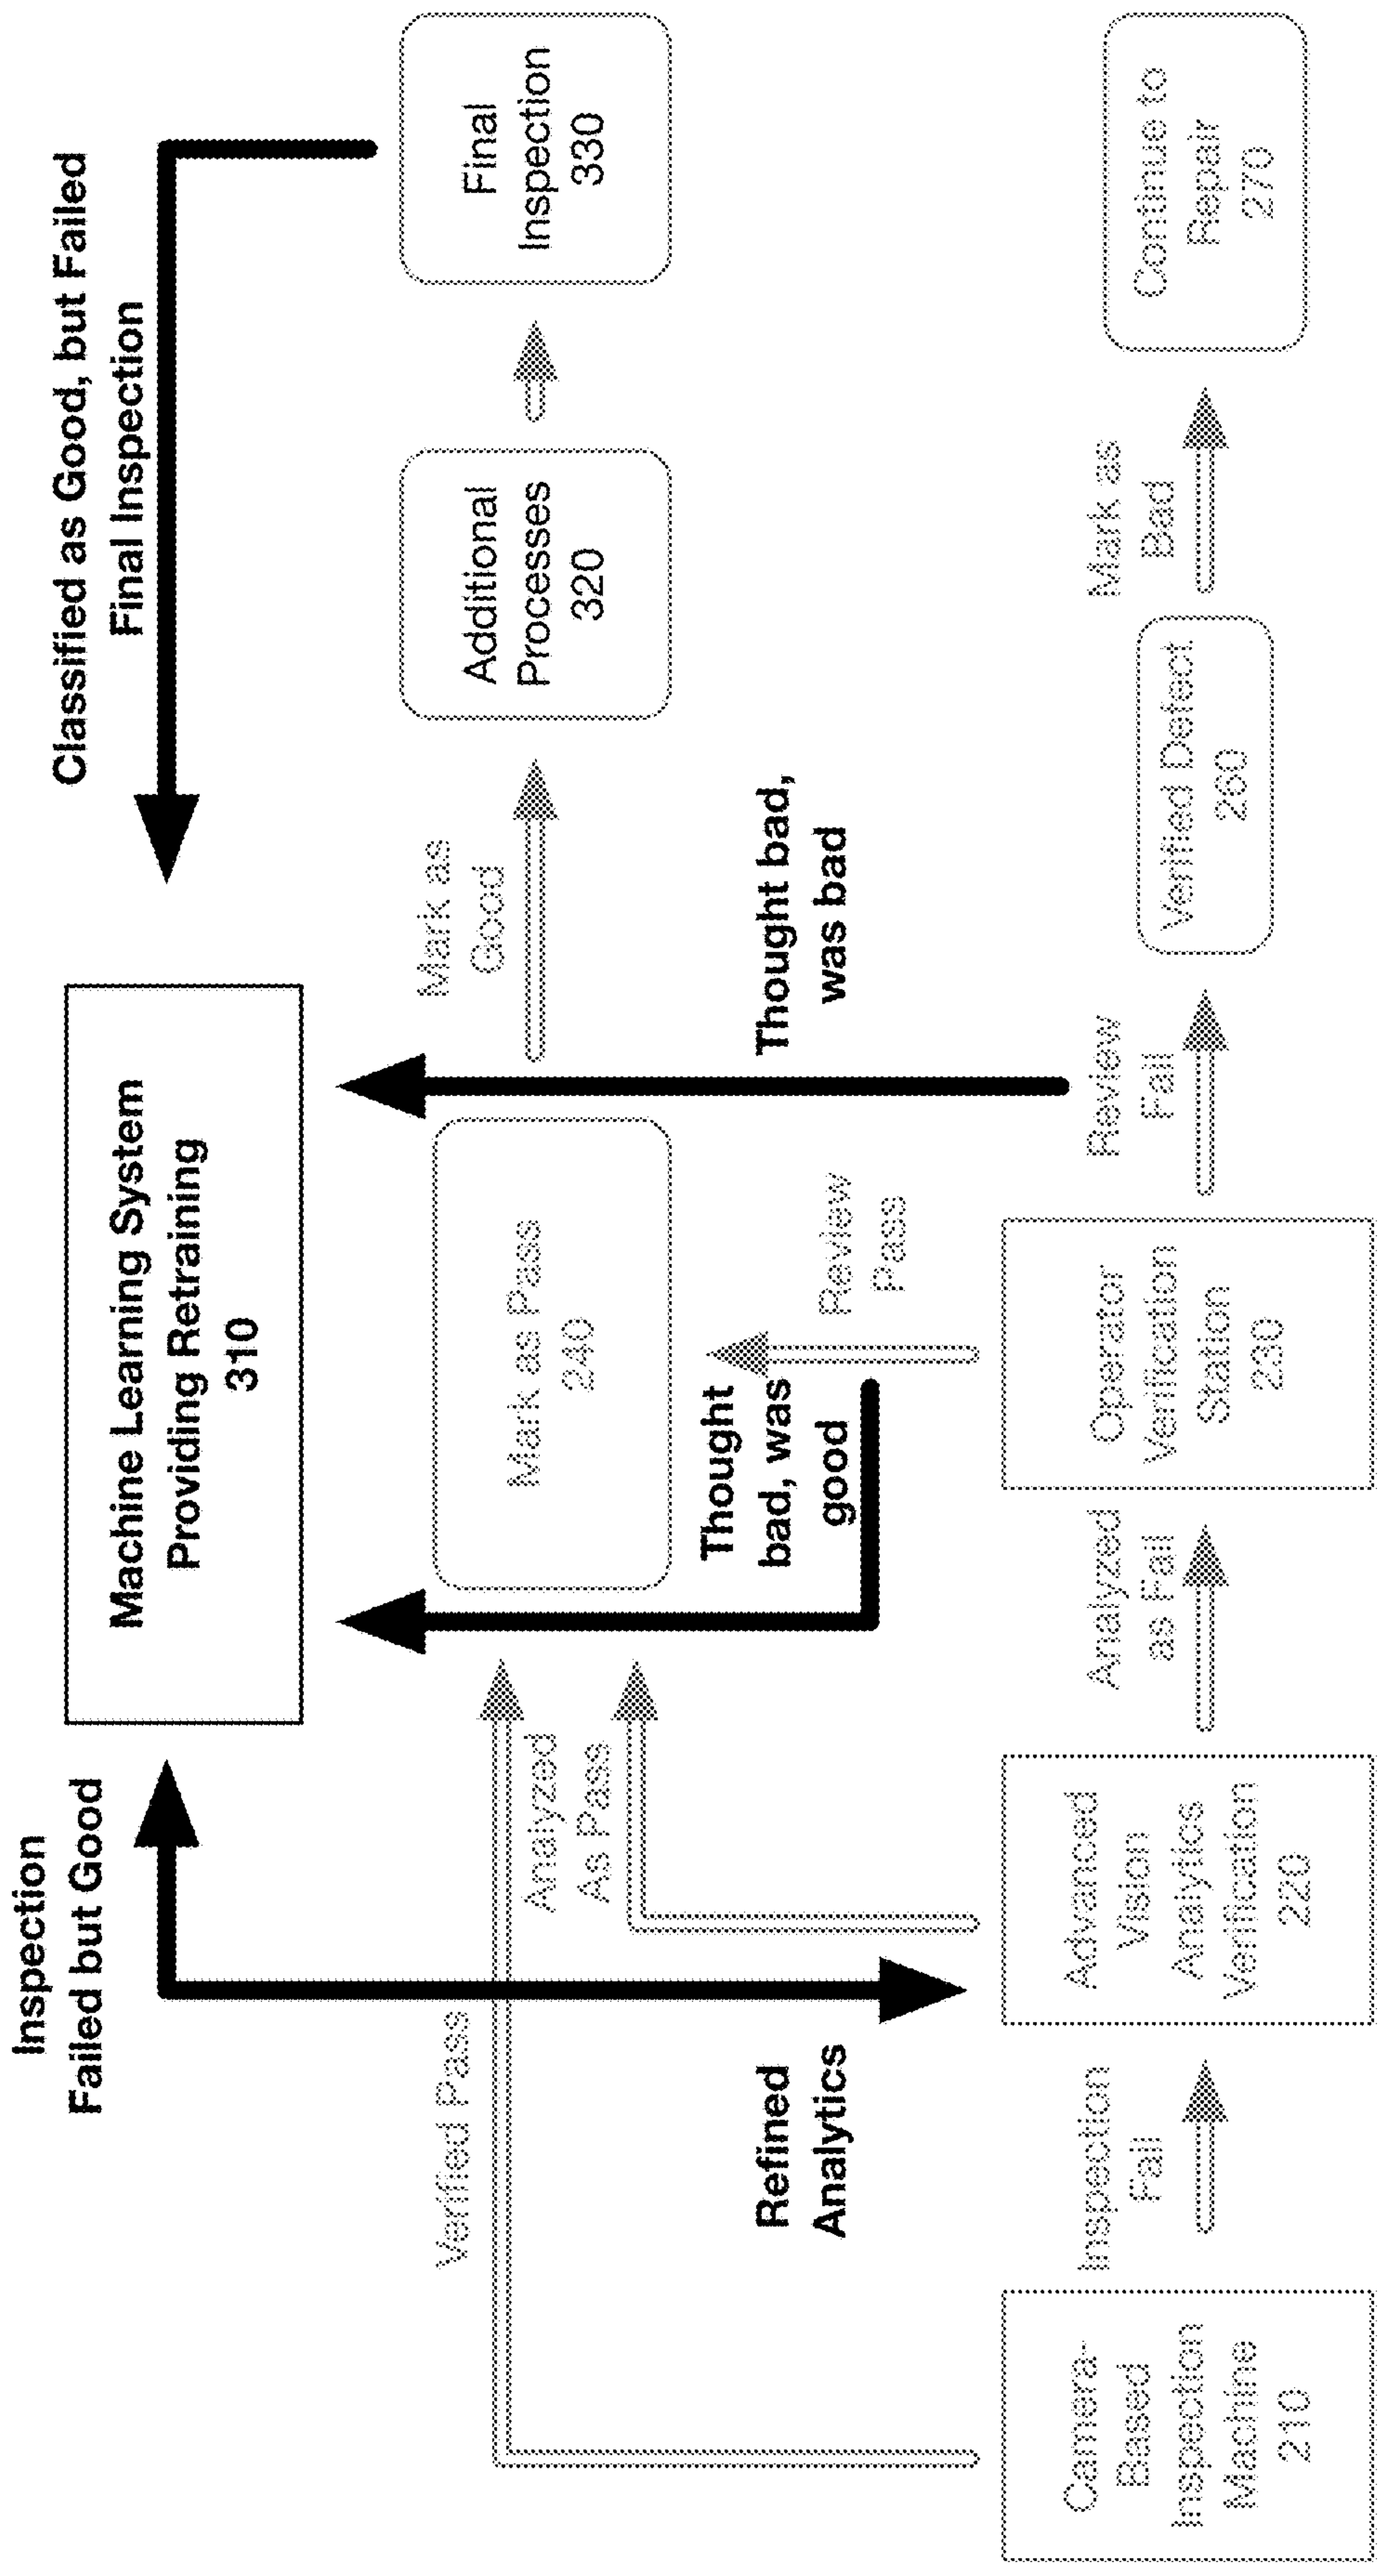 Inspection
Failed but Good
Machine Learning System
Providing Retraining
310
Classified as Good, but Failed
Final Inspection
Verified Pass
Analyzed
As Pass
Mark as Pass
240
Mark as
Good
Additional
Processes
320
Final
Inspection
330
Refined
Analytics
Thought
bad, was
good
Review
Pass
Thought bad,
was bad
Camera-
Based
Inspection
Machine
210
Inspection
Fail
Advanced
Vision
Analytics
Verification
220
Analyzed
as Fail
Operator
Verification
Station
230
Review
Fail
Verified Defect
260
Mark as
Bad
Continue to
Repair
270